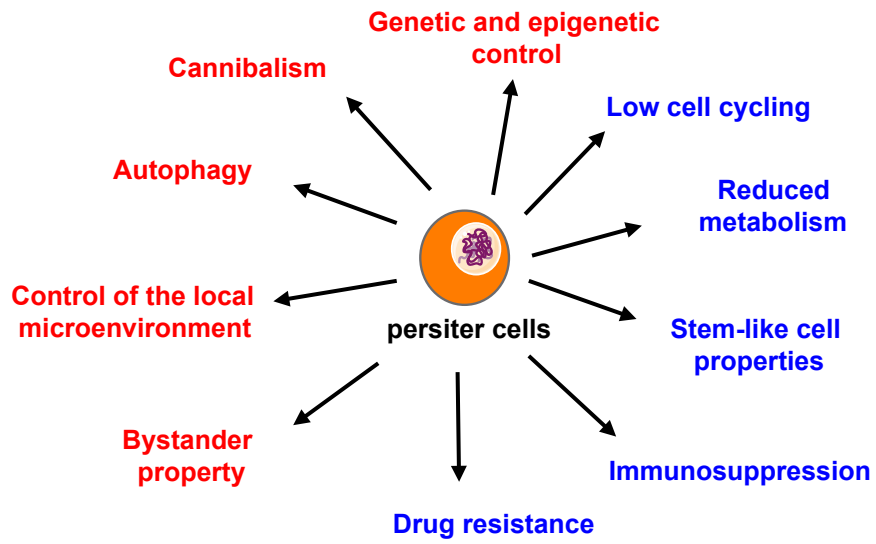 Genetic and epigenetic
control
Cannibalism
Low cell cycling
Autophagy
Reduced
metabolism
Control of the local
microenvironment
persiter cells
Stem-like cell
properties
Bystander
property
Immunosuppression
Drug resistance